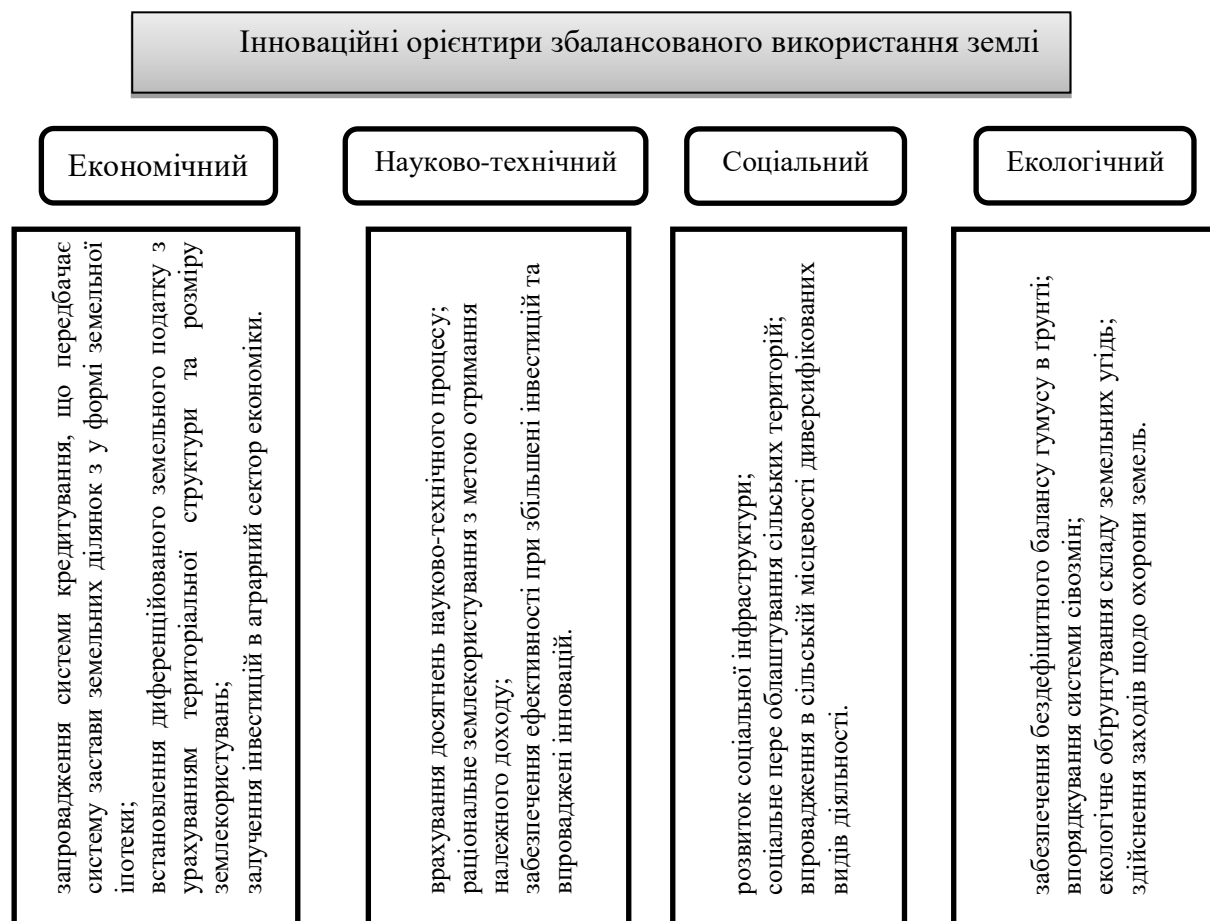 Інноваційні орієнтири збалансованого використання землі
Економічний
Науково-технічний
Соціальний
Екологічний
запровадження системи кредитування, що передбачає
систему застави земельних ділянок з у формі земельної
іпотеки;
встановлення диференційованого земельного податку з
урахуванням територіальної структури та розміру
землекористувань;
залучення інвестицій в аграрний сектор економіки.
врахування досягнень науково-технічного процесу;
раціональне землекористування з метою отримання
належного доходу;
забезпечення ефективності при збільшені інвестицій та
впроваджені інновацій.
розвиток соціальної інфраструктури;
соціальне пере облаштування сільських територій;
впровадження в сільській місцевості диверсифікованих
видів діяльності.
забезпечення бездефіцитного балансу гумусу в ґрунті;
впорядкування системи сівозмін;
екологічне обґрунтування складу земельних угідь;
здійснення заходів щодо охорони земель.